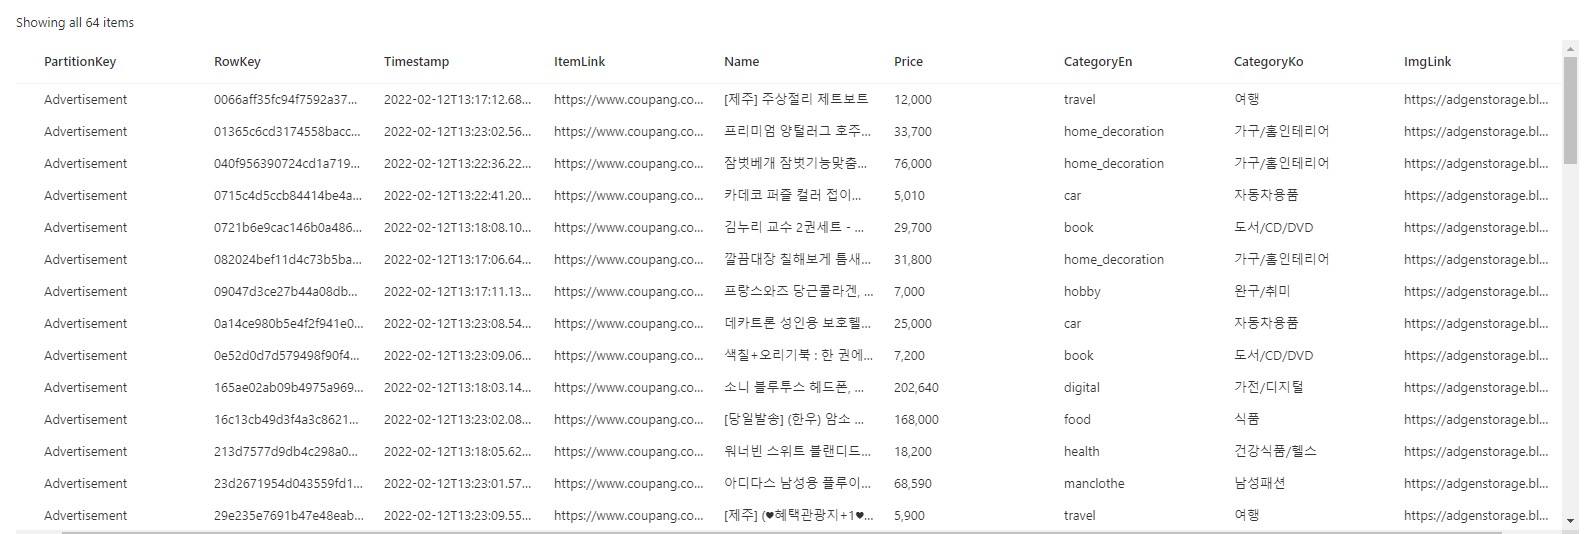 Showing all 64 items
PartitionKey RowKey Timestamp ItemLink Name Price CategoryEn CategoryKo ImgLink
Advertisement 0066aff35fc94f7592a37... 2022-02-12T13:17:12.68... https://www.coupang.co... [제주] 주상절리 제트보트 12,000 travel 여행 https://adgenstorage.bl...
Advertisement 01365c6cd3174558bacc... 2022-02-12T13:23:02.56... https://www.coupang.co... 프리미엄 양털러그 호주... 33,700 home_decoration 가구/홈인테리어 https://adgenstorage.bl...
Advertisement 040f956390724cd1a719... 2022-02-12T13:22:36.22... https://www.coupang.co... 잠벗베개 잠벗기능맞춤... 76,000 home_decoration 가구/홈인테리어 https://adgenstorage.bl...
Advertisement 0715c4d5ccb84414be4a... 2022-02-12T13:22:41.20... https://www.coupang.co... 카데코 퍼즐 컬러 접이... 5,010 car 자동차용품 https://adgenstorage.bl...
Advertisement 0721b6e9cac146b0a486... 2022-02-12T13:18:08.10... https://www.coupang.co... 김누리 교수 2권세트 - ... 29,700 book 도서/CD/DVD https://adgenstorage.bl...
Advertisement 082024bef11d4c73b5ba... 2022-02-12T13:17:06.64... https://www.coupang.co... 깔끔대장 칠해보게 틈새... 31,800 home_decoration 가구/홈인테리어 https://adgenstorage.bl...
Advertisement 09047d3ce27b44a08db... 2022-02-12T13:17:11.13... https://www.coupang.co... 프랑스와즈 당근콜라겐, ... 7,000 hobby 완구/취미 https://adgenstorage.bl...
Advertisement 0a14ce980b5e4f2f941e0... 2022-02-12T13:23:08.54... https://www.coupang.co... 데카트론 성인용 보호헬... 25,000 car 자동차용품 https://adgenstorage.bl...
Advertisement 0e52d0d7d579498f90f4... 2022-02-12T13:23:09.06... https://www.coupang.co... 색칠+오리기북 : 한 권에... 7,200 book 도서/CD/DVD https://adgenstorage.bl...
Advertisement 165ae02ab09b4975a969... 2022-02-12T13:18:03.14... https://www.coupang.co... 소니 블루투스 헤드폰, ... 202,640 digital 가전/디지털 https://adgenstorage.bl...
Advertisement 16c13cb49d3f4a3c8621... 2022-02-12T13:23:02.08... https://www.coupang.co... [당일발송] (한우) 암소 ... 168,000 food 식품 https://adgenstorage.bl...
Advertisement 213d7577d9db4c298a0... 2022-02-12T13:18:05.62... https://www.coupang.co... 워너빈 스위트 블랜디드... 18,200 health 건강식품/헬스 https://adgenstorage.bl...
Advertisement 23d2671954d043559fd1... 2022-02-12T13:23:01.57... https://www.coupang.co... 아디다스 남성용 플루이... 68,590 manclothe 남성패션 https://adgenstorage.bl...
Advertisement 29e235e7691b47e48eab... 2022-02-12T13:23:09.55... https://www.coupang.co... [제주] (♥혜택관광지+1♥... 5,900 travel 여행 https://adgenstorage.bl...